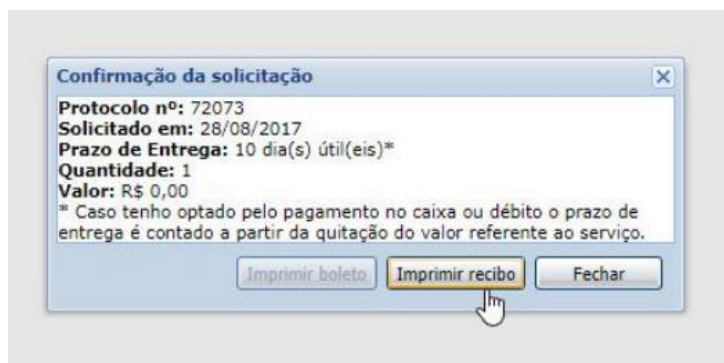 Confirmação da solicitação
Protocolo nº: 72073
Solicitado em: 28/08/2017
Prazo de Entrega: 10 dia(s) útil(eis)*
Quantidade: 1
Valor: R$ 0,00
* Caso tenho optado pelo pagamento no caixa ou débito o prazo de
entrega é contado a partir da quitação do valor referente ao serviço.
Imprimir boleto Imprimir recibo Fechar